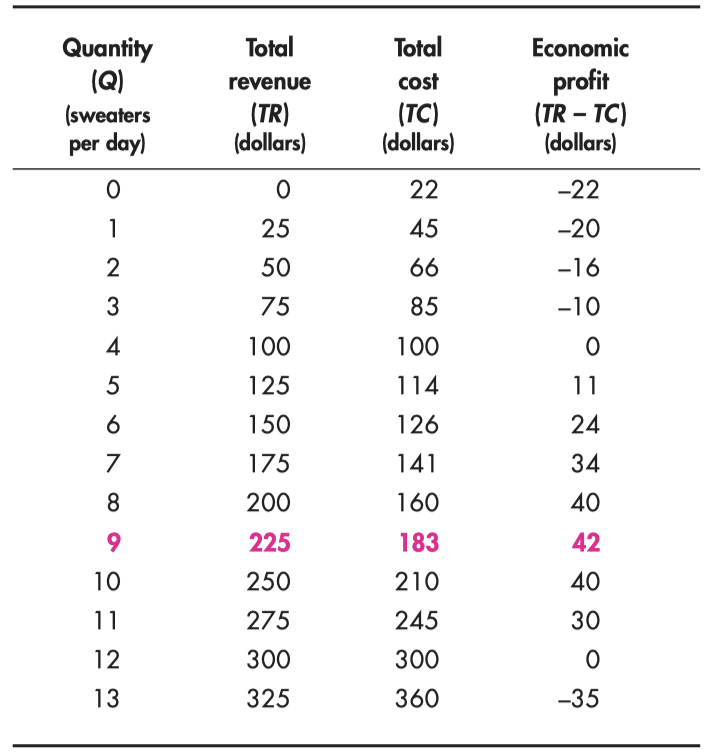 Quantity Total Total Economic
(Q) revenue cost profit
(sweaters (TR) (TC) (TR – TC)
per day) (dollars) (dollars) (dollars)
0 0 22 –22
1 25 45 –20
2 50 66 –16
3 75 85 –10
4 100 100 0
5 125 114 11
6 150 126 24
7 175 141 34
8 200 160 40
9 225 183 42
10 250 210 40
11 275 245 30
12 300 300 0
13 325 360 –35